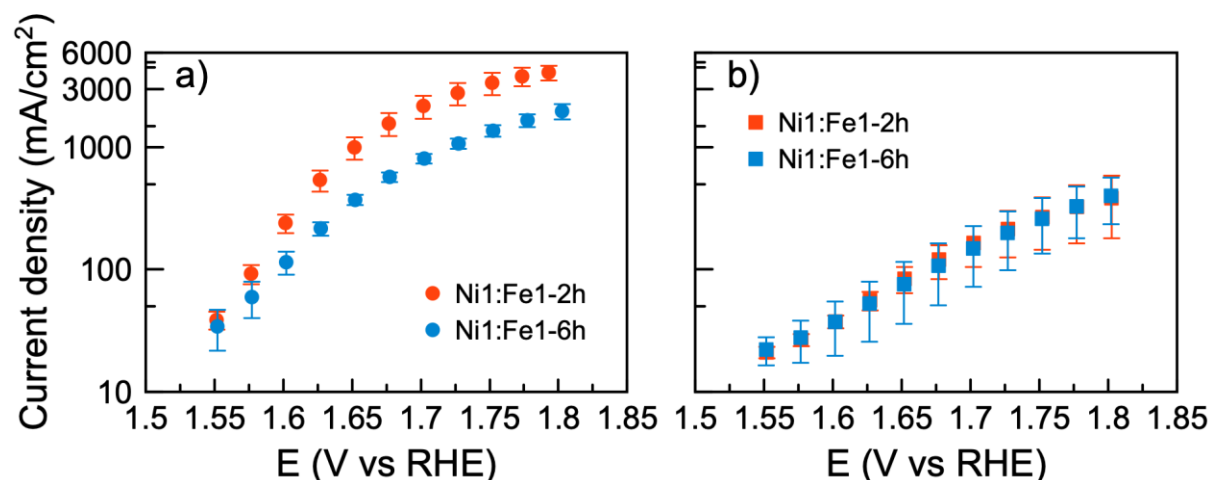 6000
3000
1000
100
10
Current density (mA/cm²)
a)
Ni1:Fe1-2h
Ni1:Fe1-6h
1.5 1.55 1.6 1.65 1.7 1.75 1.8 1.85
E (V vs RHE)
b)
Ni1:Fe1-2h
Ni1:Fe1-6h
1.5 1.55 1.6 1.65 1.7 1.75 1.8 1.85
E (V vs RHE)